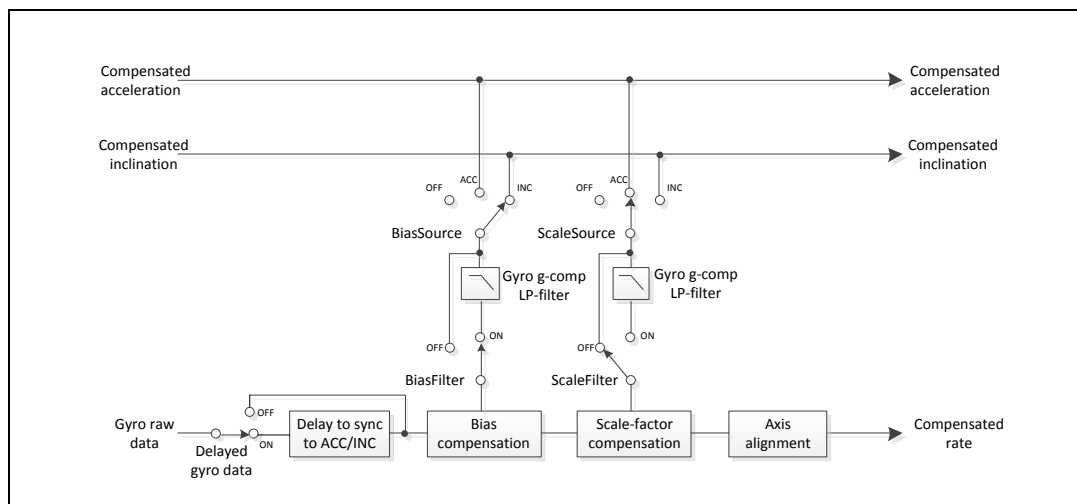 Compensated
acceleration
Compensated
acceleration
Compensated
inclination
Compensated
inclination
OFF
ACC
INC
OFF
ACC
INC
BiasSource
ScaleSource
Gyro g-comp
LP-filter
Gyro g-comp
LP-filter
OFF
ON
OFF
ON
BiasFilter
ScaleFilter
OFF
Gyro raw
data
ON
Delayed
gyro data
Delay to sync
to ACC/INC
Bias
compensation
Scale-factor
compensation
Axis
alignment
Compensated
rate